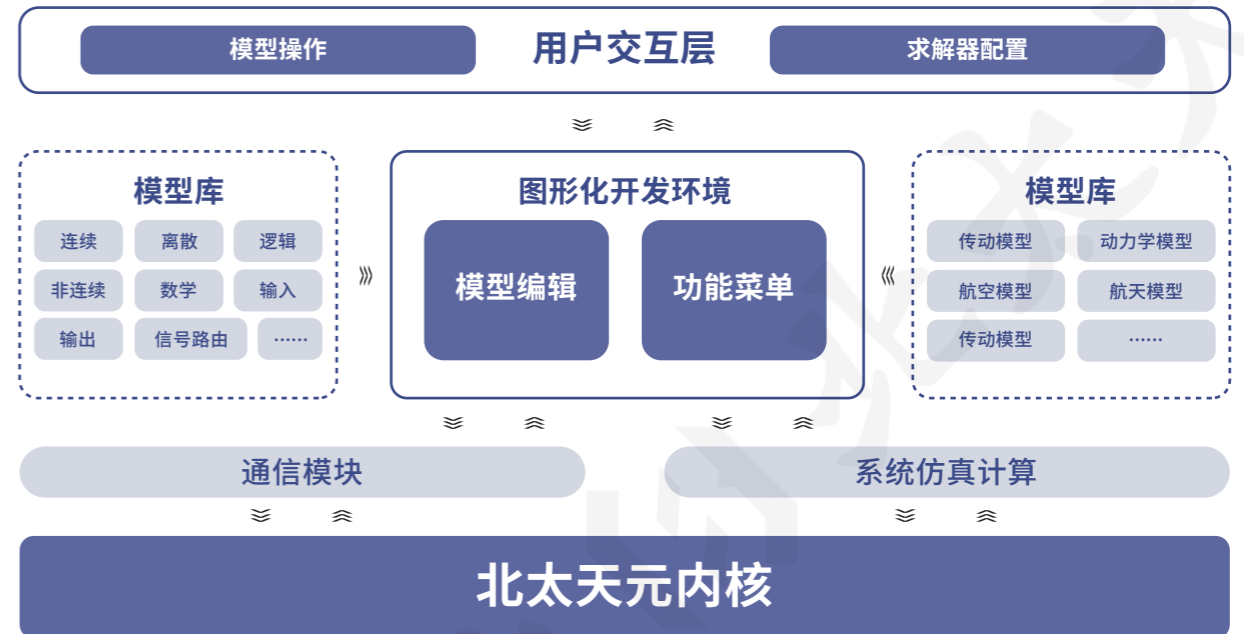 模型操作
用户交互层
求解器配置
模型库
连续
离散
逻辑
非连续
数学
输入
输出
信号路由
……
图形化开发环境
模型编辑
功能菜单
模型库
传动模型
动力学模型
航空模型
航天模型
传动模型
……
通信模块
系统仿真计算
北太天元内核